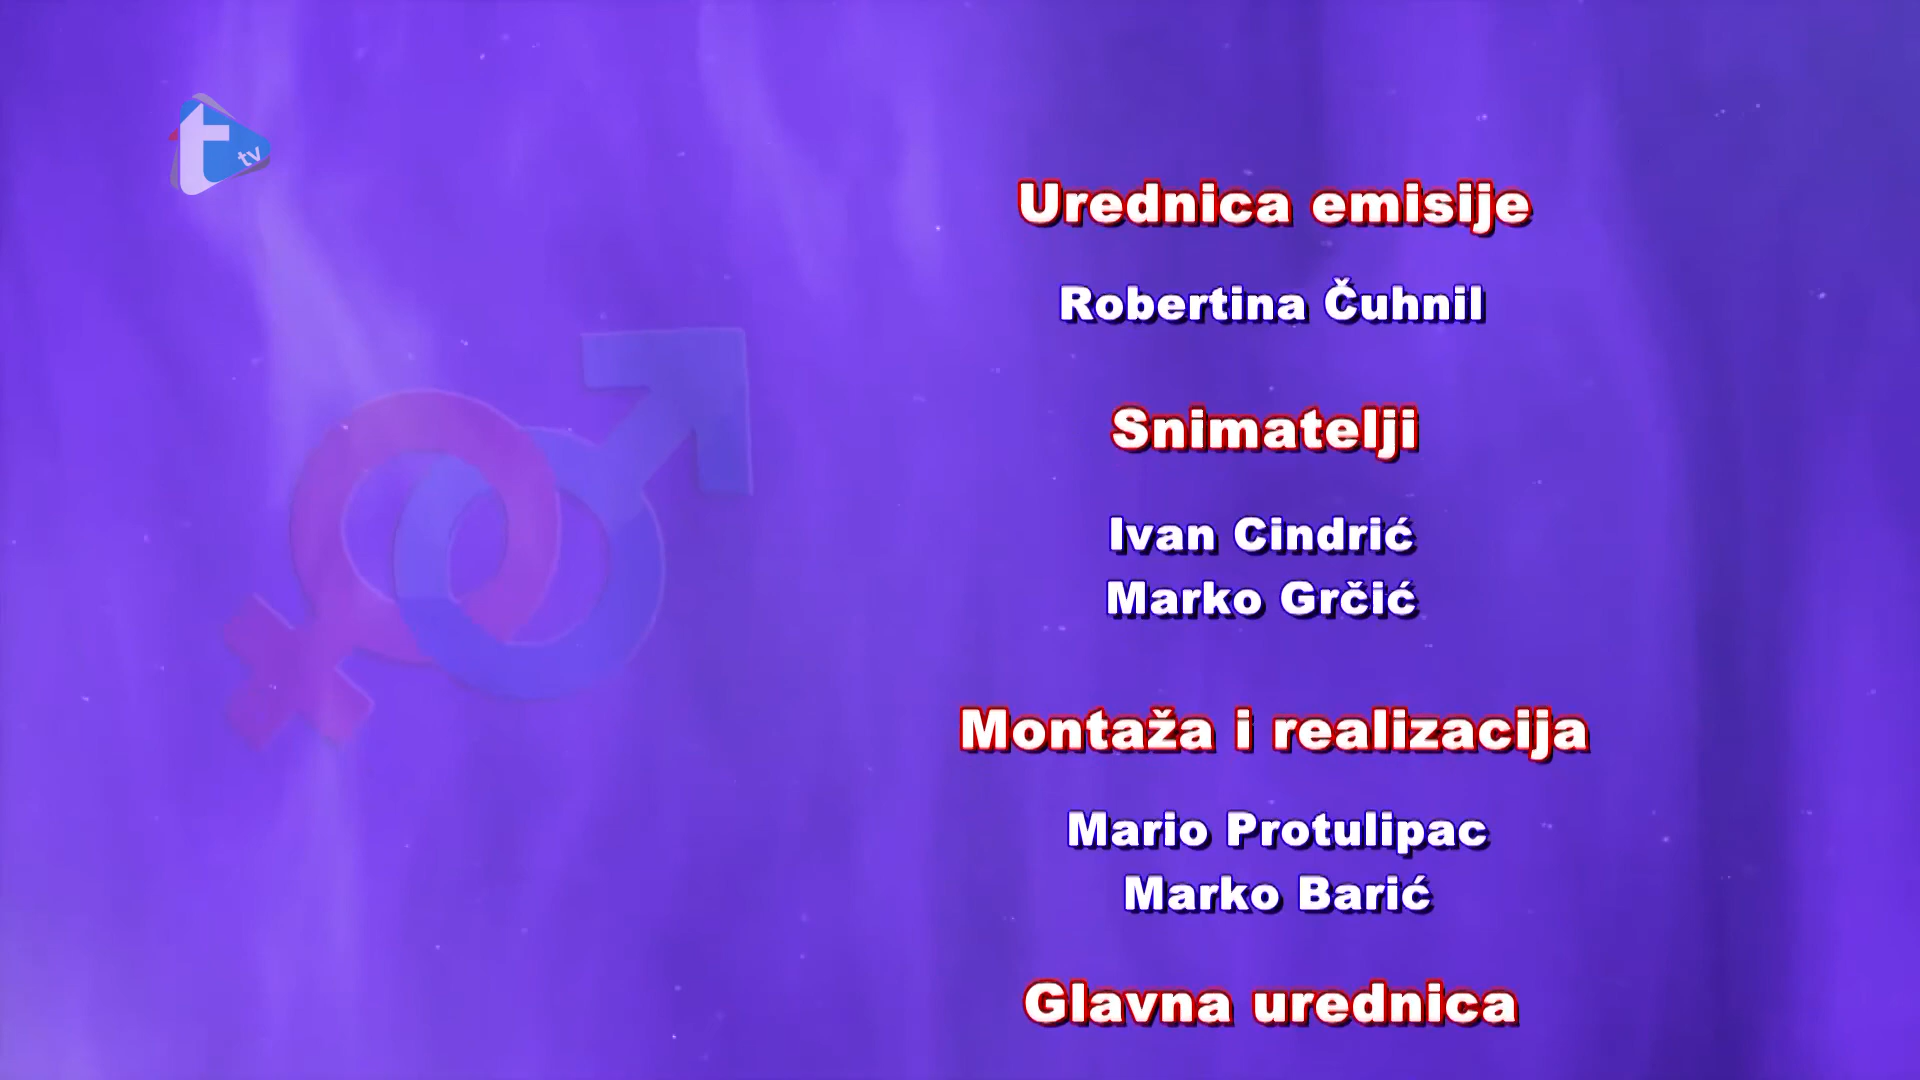 t tv
Urednica emisije
Robertina Čuhnil
Snimatelji
Ivan Cindrić
Marko Grčić
Montaža i realizacija
Mario Protulipac
Marko Barić
Glavna urednica